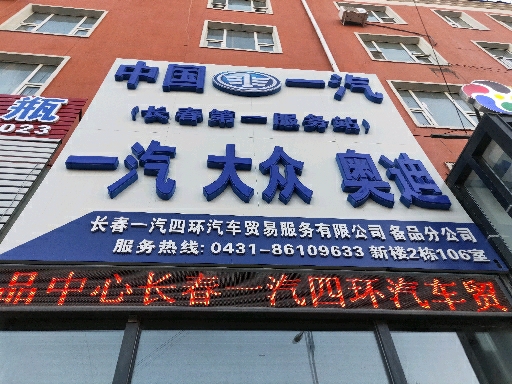 中国一汽
(长春第一服务站)
一汽 大众 奥迪
长春一汽四环汽车贸易服务有限公司 备品分公司
服务热线: 0431-86109633 新楼2栋106室
品中心长春一汽四环汽车贸
瓶
023